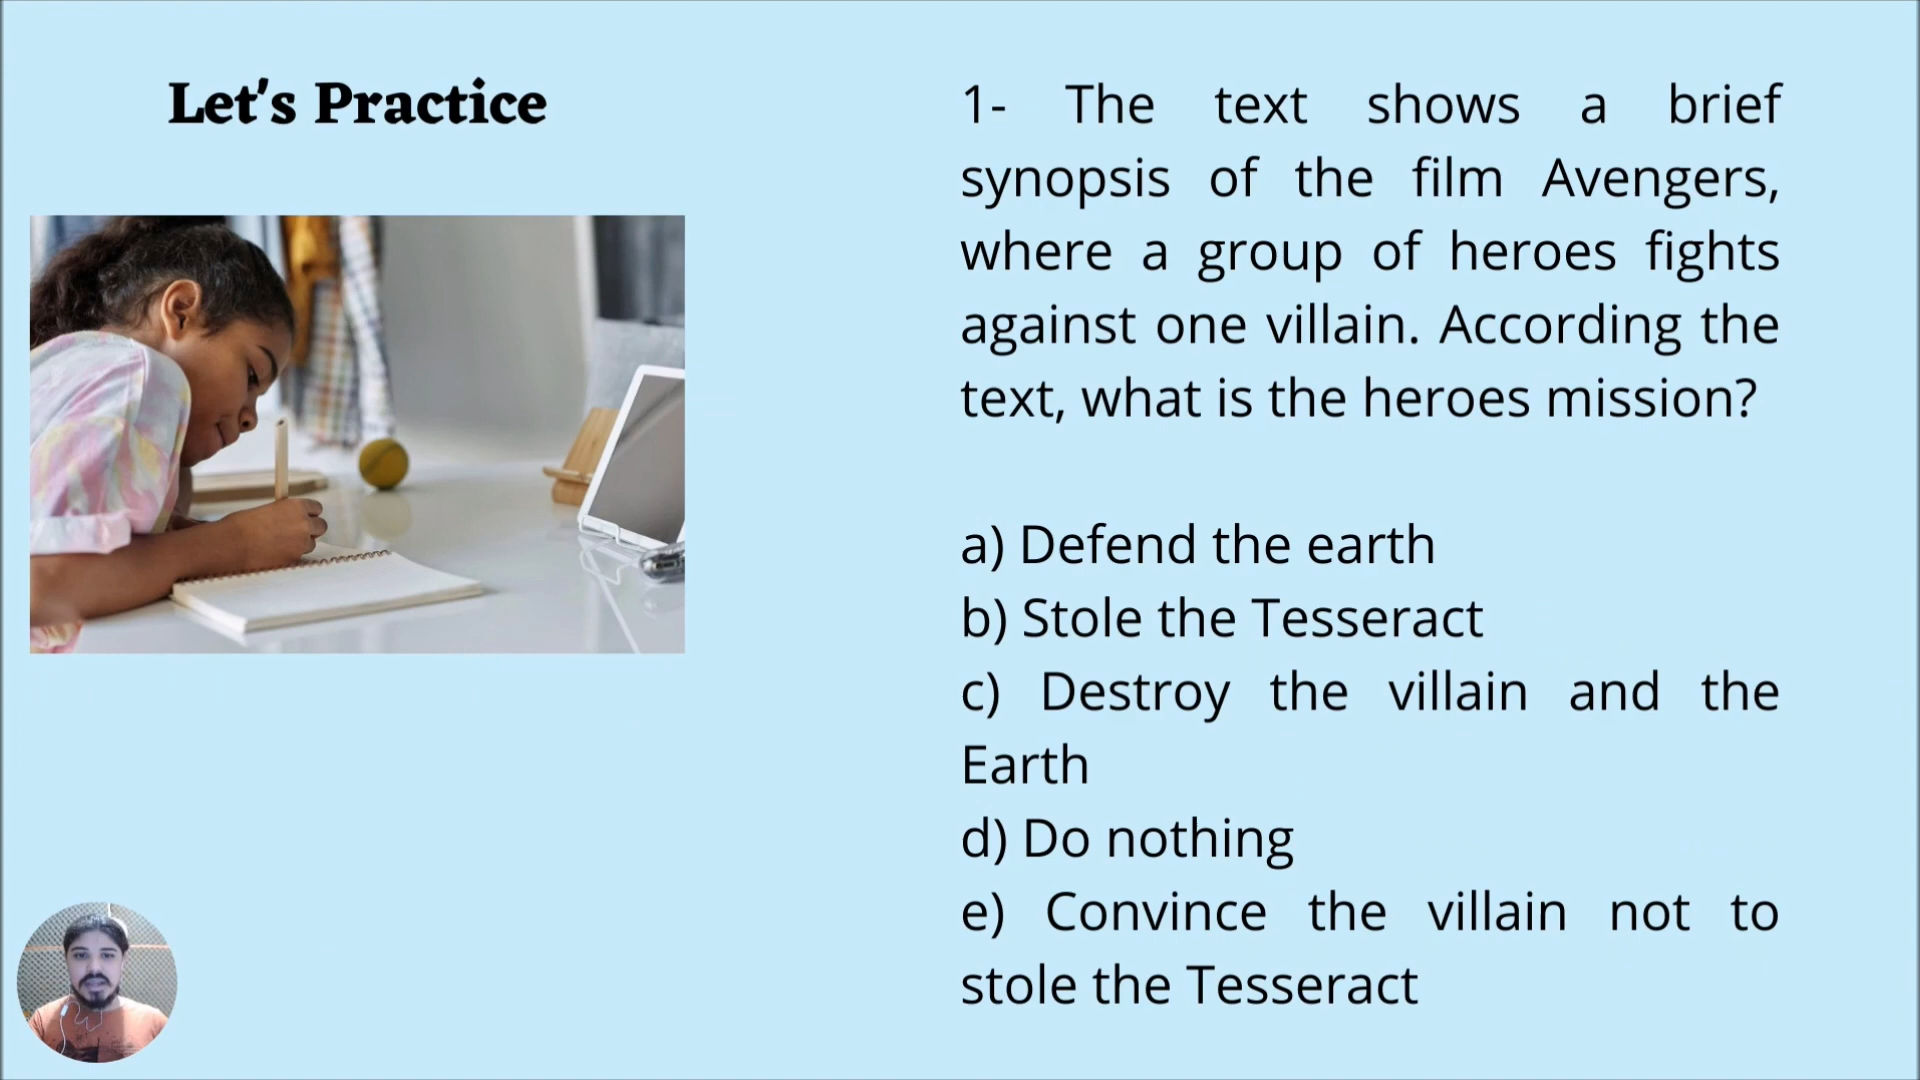 Let's Practice
1- The text shows a brief
synopsis of the film Avengers,
where a group of heroes fights
against one villain. According the
text, what is the heroes mission?
a) Defend the earth
b) Stole the Tesseract
c) Destroy the villain and the
Earth
d) Do nothing
e) Convince the villain not to
stole the Tesseract